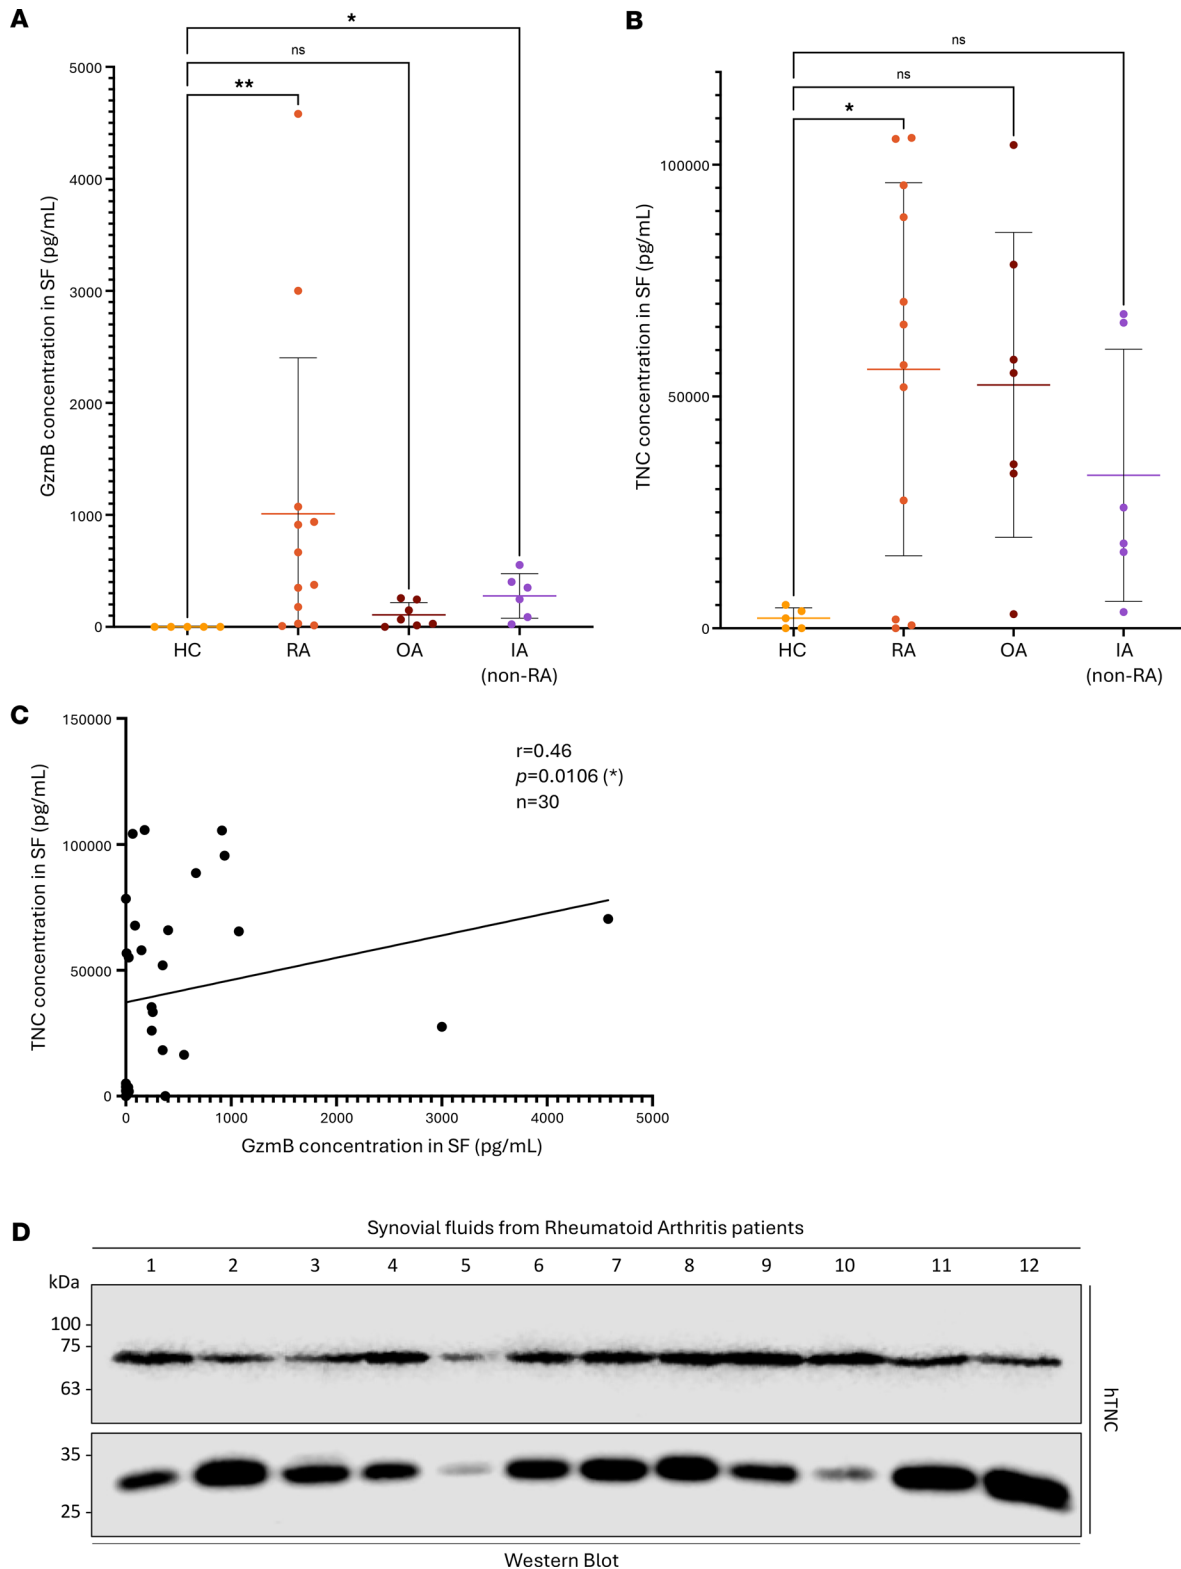 A
*
ns
**
5000
4000
3000
2000
1000
0
GzmB concentration in SF (pg/mL)
HC
RA
OA
IA
(non-RA)
B
ns
ns
*
100000
50000
0
TNC concentration in SF (pg/mL)
HC
RA
OA
IA
(non-RA)
C
150000
100000
50000
0
TNC concentration in SF (pg/mL)
r=0.46
p=0.0106 (*)
n=30
0
1000
2000
3000
4000
5000
GzmB concentration in SF (pg/mL)
D
Synovial fluids from Rheumatoid Arthritis patients
1 2 3 4 5 6 7 8 9 10 11 12
kDa
100
75
63
35
25
hTNC
Western Blot